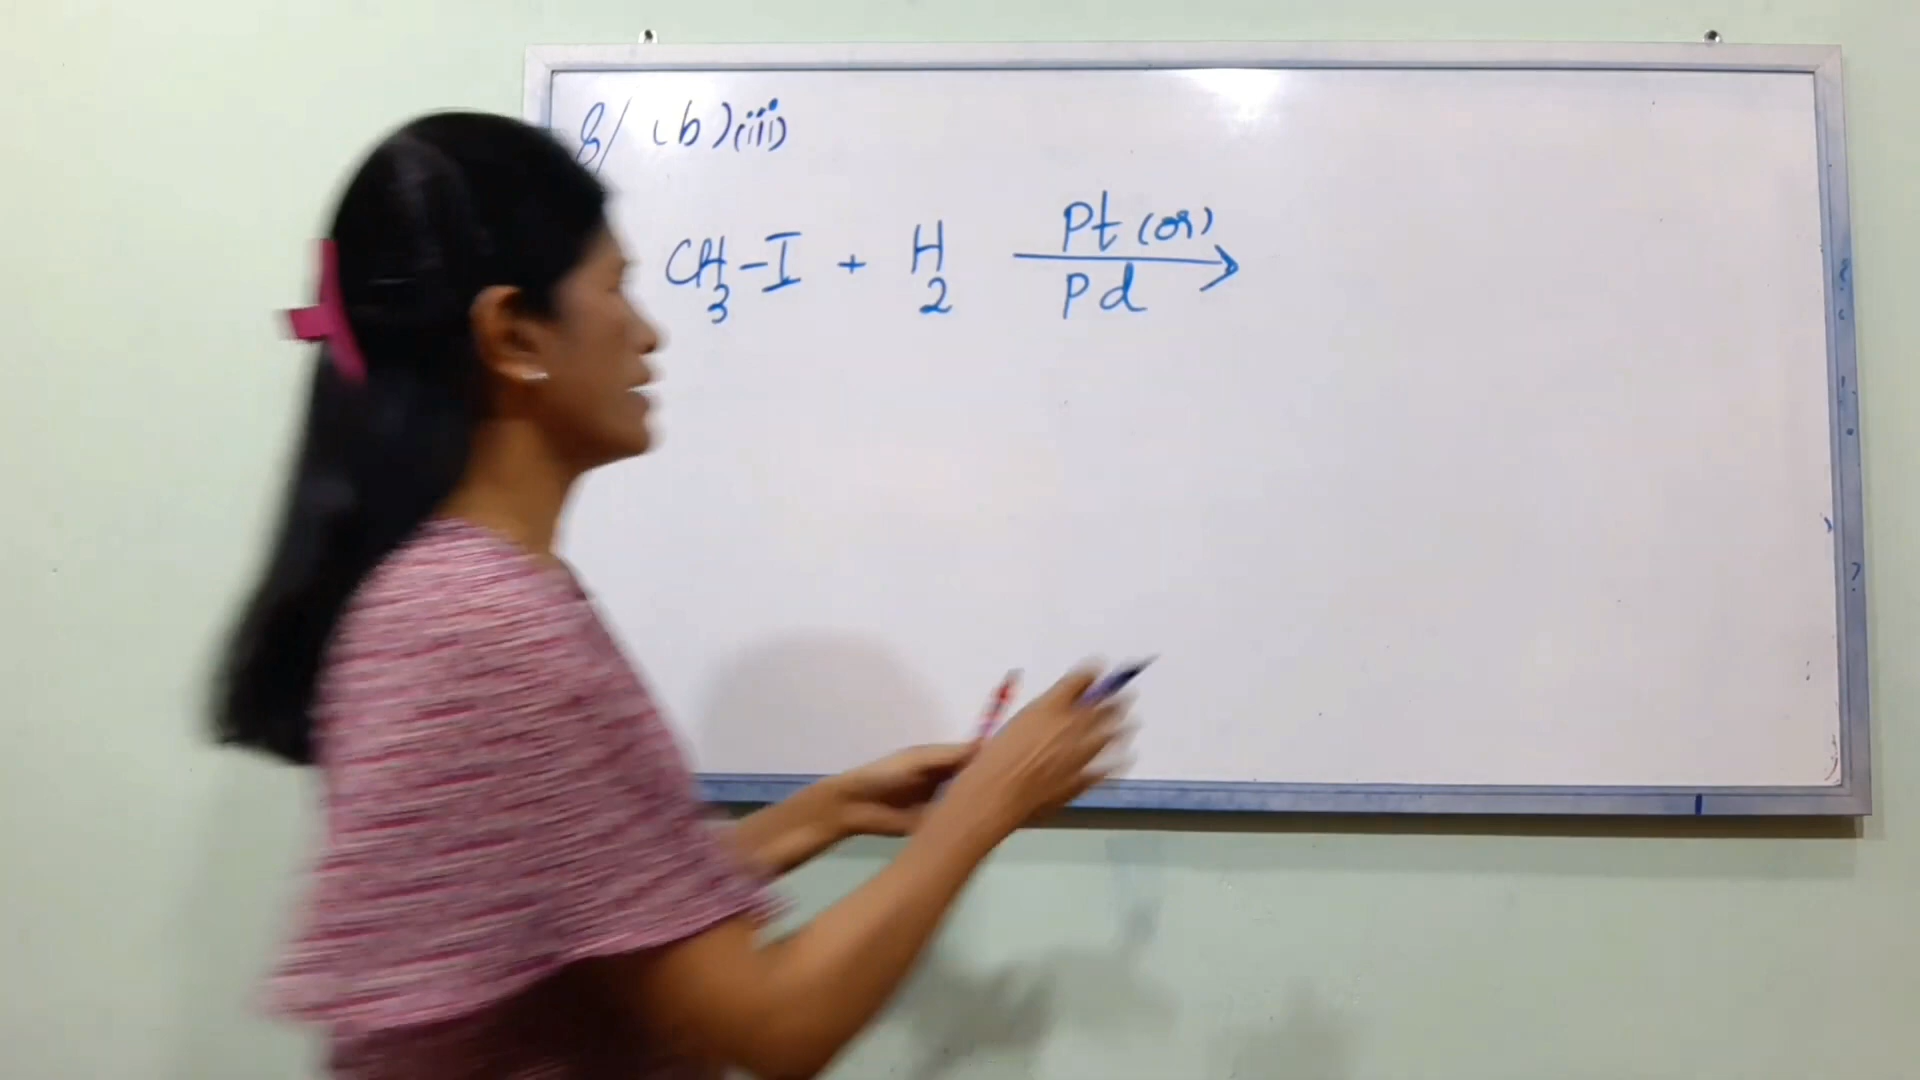 8/ (b)(iii)
CH₃-I + H₂ Pt (or) Pd →